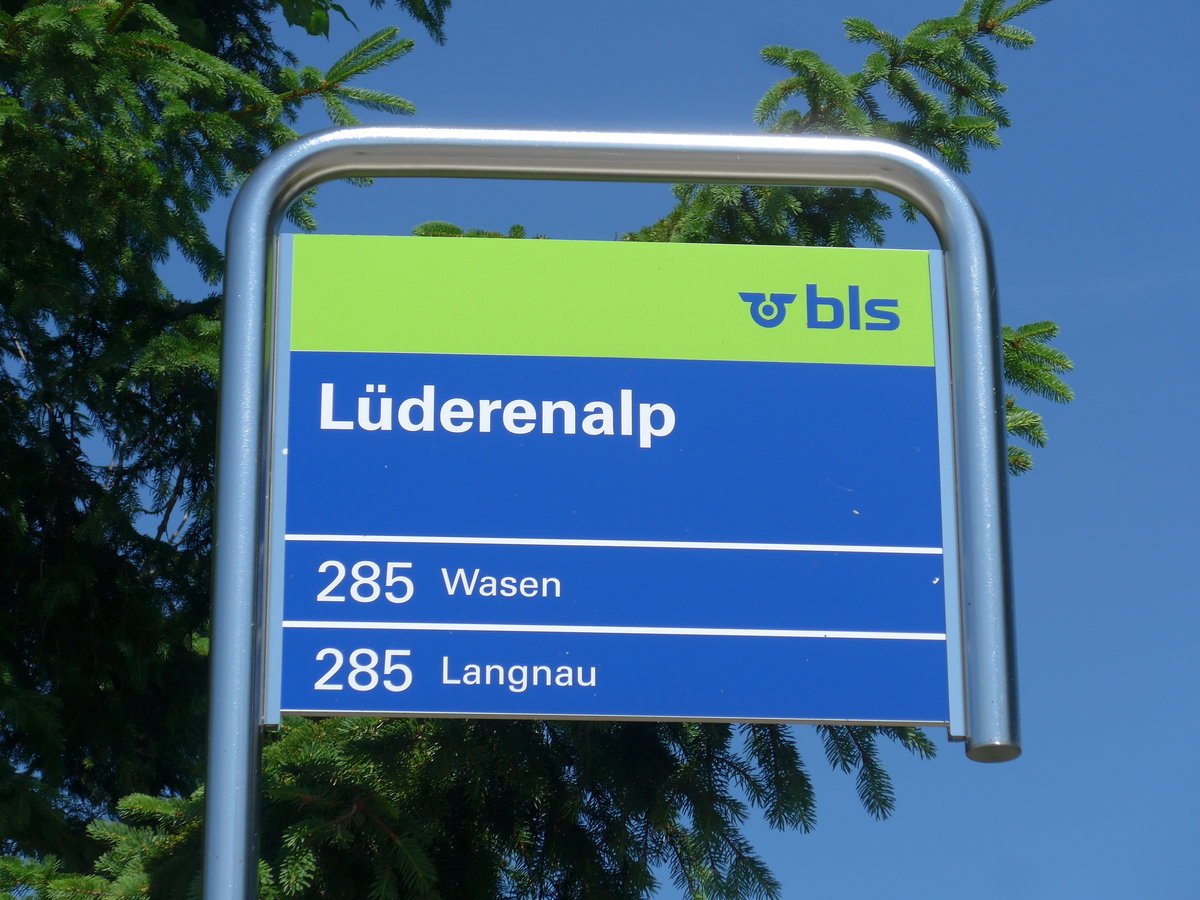 bls
Lüderenalp
285 Wasen
285 Langnau